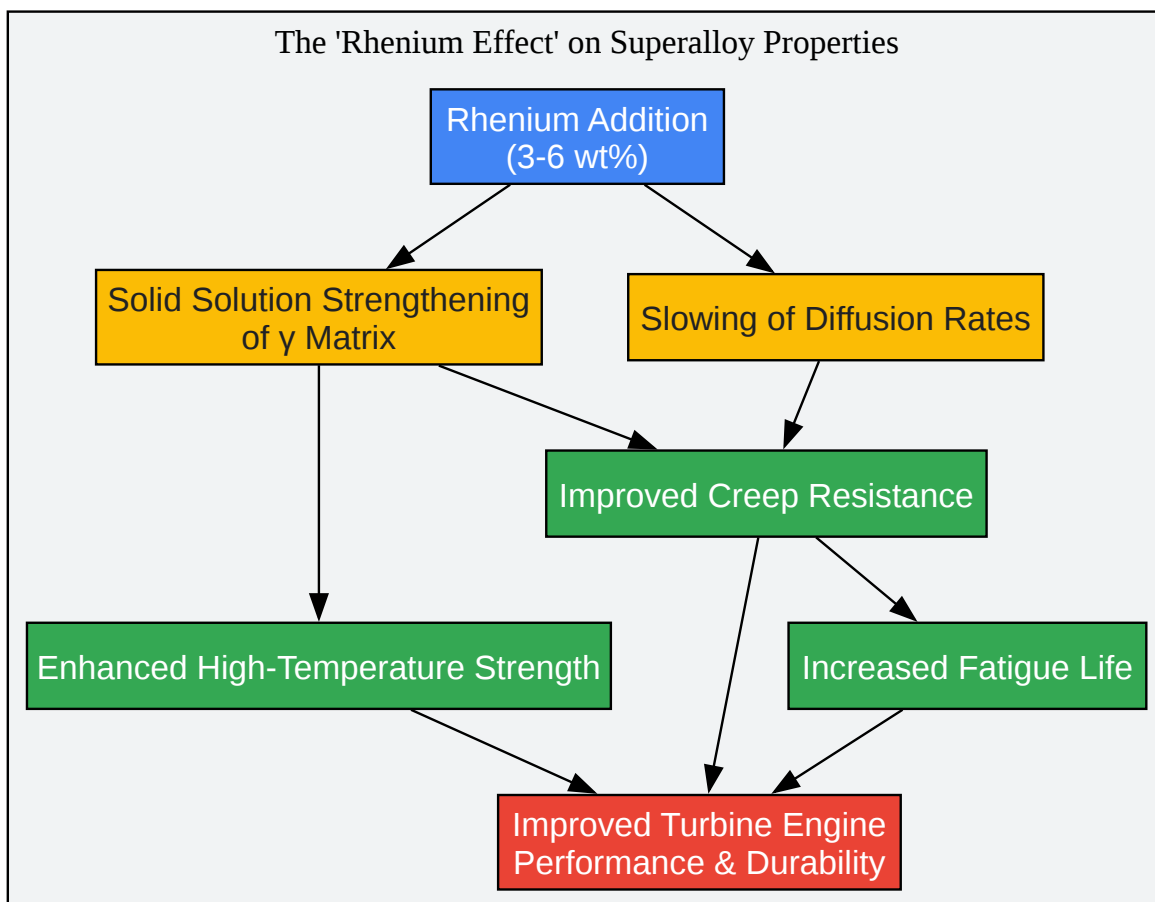 The 'Rhenium Effect' on Superalloy Properties
Rhenium Addition
(3-6 wt%)
Solid Solution Strengthening
of γ Matrix
Slowing of Diffusion Rates
Improved Creep Resistance
Enhanced High-Temperature Strength
Increased Fatigue Life
Improved Turbine Engine
Performance & Durability